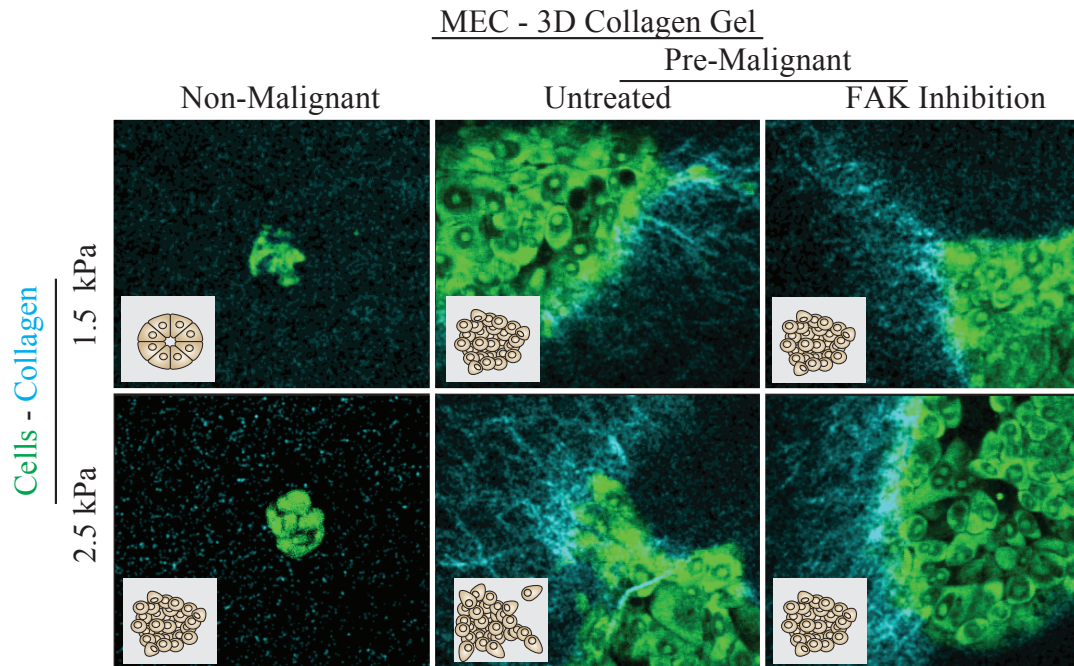 MEC - 3D Collagen Gel
Pre-Malignant
Non-Malignant
Untreated
FAK Inhibition
Cells - Collagen
1.5 kPa
2.5 kPa